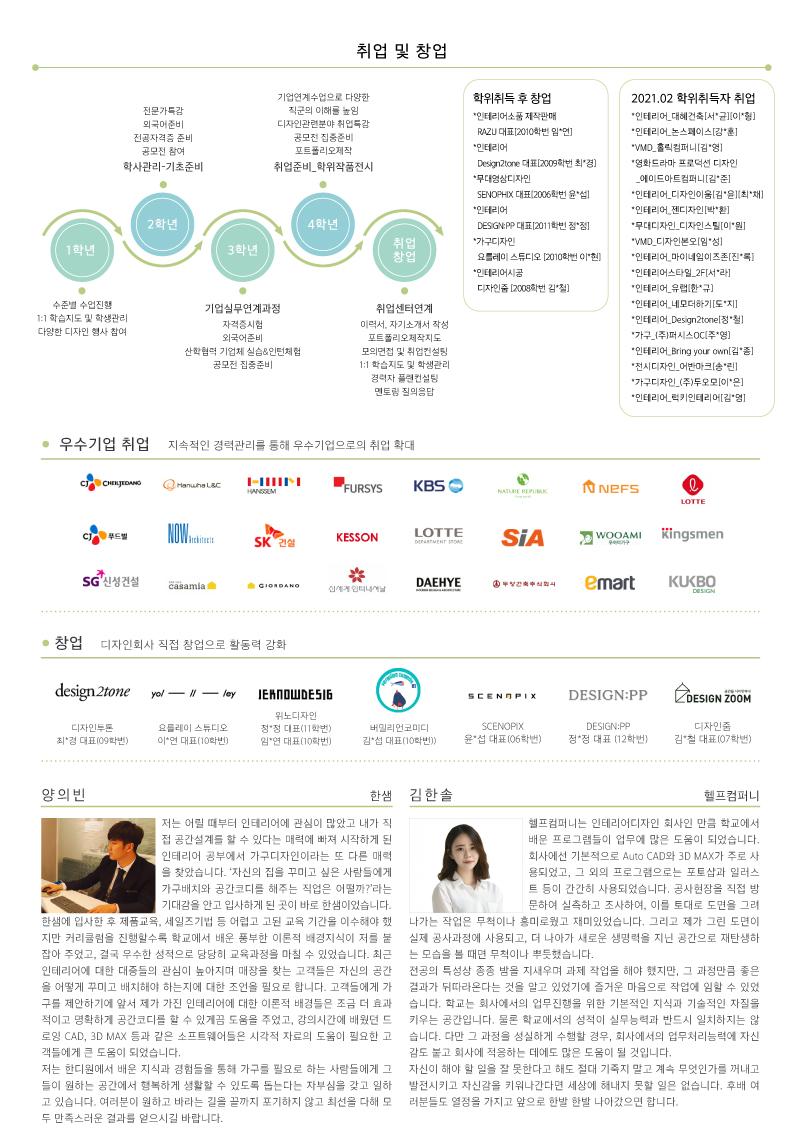 취업 및 창업
전문가특감
외국어준비
전공자격증 준비
공모전 참여
학사관리-기초준비
기업연계수업으로 다양한
직군의 이해를 높임
디자인관련분야 취업특강
공모전 집중준비
포트폴리오제작
취업준비_학위작품전시
1학년
2학년
3학년
4학년
취업
창업
수준별 수업진행
1:1 학습지도 및 학생관리
다양한 디자인 행사 참여
기업실무연계과정
자격증시험
외국어준비
산학협력 기업체 실습&인턴체험
공모전 집중준비
취업센터연계
이력서, 자기소개서 작성
포트폴리오제작지도
모의면접 및 취업컨설팅
1:1 학습지도 및 학생관리
경력자 플랜컨설팅
멘토링 질의응답
학위취득 후 창업
*인테리어소품 제작판매
RAZU 대표[2010학번 임*연]
*인테리어
Design2tone 대표[2009학번 최*경]
*무대영상디자인
SENOPHIX 대표[2006학번 윤*섭]
*인테리어
DESIGN:PP 대표[2011학번 정*정]
*가구디자인
요를레이 스튜디오 [2010학번 이*현]
*인테리어시공
디자인줌 [2008학번 김*철]
2021.02 학위취득자 취업
*인테리어_대혜건축[서*규][이*형]
*인테리어_논스페이스[강*훈]
*VMD_홀릭컴퍼니[김*영]
*영화드라마 프로덕션 디자인
_에이드아트컴퍼니[김*준]
*인테리어_디자인이움[김*윤][최*재]
*인테리어_젠디자인[박*환]
*무대디자인_디자인스틸[이*원]
*VMD_디자인본오[임*성]
*인테리어_마이네임이즈존[진*록]
*인테리어스타일_2F[서*라]
*인테리어_유랩[한*규]
*인테리어_네모더하기[토*지]
*인테리어_Design2tone[정*철]
*가구_(주)퍼시스OC[주*영]
*인테리어_Bring your own[김*종]
*전시디자인_어반마크[송*린]
*가구디자인_(주)두오모[이*은]
*인테리어_럭키인테리어[김*영]
우수기업 취업 지속적인 경력관리를 통해 우수기업으로의 취업 확대
CJ CHEILJEDANG
Hanwha L&C
HANSSEM
FURSYS
KBS
NATURE REPUBLIC
NEFS
LOTTE
CJ 푸드빌
NOW Architects
SK건설
KESSON
LOTTE
DEPARTMENT STORE
SiA
WOOAMI
우아미가구
kingsmen
SG 신성건설
casamia
GIORDANO
신세계 인터내셔날
DAEHYE
INTERIOR DESIGN & ARCHITECTURE
두양건축주식회사
emart
KUKBO
DESIGN
창업 디자인회사 직접 창업으로 활동력 강화
design2tone
yo! — // — !ey
IERNOWDESIG
SCENOPIX
DESIGN:PP
DESIGN ZOOM
디자인투톤
최*경 대표(09학번)
요를레이 스튜디오
이*연 대표(10학번)
위노디자인
정*정 대표(11학번)
임*연 대표(10학번)
버밀리언코미디
김*섭 대표(10학번))
SCENOPIX
윤*섭 대표(06학번)
DESIGN:PP
정*정 대표 (12학번)
디자인줌
김*철 대표(07학번)
양의빈 한샘
저는 어릴 때부터 인테리어에 관심이 많았고 내가 직
접 공간설계를 할 수 있다는 매력에 빠져 시작하게 된
인테리어 공부에서 가구디자인이라는 또 다른 매력
을 찾았습니다. '자신의 집을 꾸미고 싶은 사람들에게
가구배치와 공간코디를 해주는 직업은 어떨까?'라는
기대감을 안고 입사하게 된 곳이 바로 한샘이었습니다.
한샘에 입사한 후 제품교육, 세일즈기법 등 어렵고 고된 교육 기간을 이수해야 했
지만 커리큘럼을 진행할수록 학교에서 배운 풍부한 이론적 배경지식이 저를 붙
잡아 주었고, 결국 우수한 성적으로 당당히 교육과정을 마칠 수 있었습니다. 최근
인테리어에 대한 대중들의 관심이 높아지며 매장을 찾는 고객들은 자신의 공간
을 어떻게 꾸미고 배치해야 하는지에 대한 조언을 필요로 합니다. 고객들에게 가
구를 제안하기에 앞서 제가 가진 인테리어에 대한 이론적 배경들은 조금 더 효과
적이고 명확하게 공간코디를 할 수 있게끔 도움을 주었고, 강의시간에 배웠던 드
로잉 CAD, 3D MAX 등과 같은 소프트웨어들은 시각적 자료의 도움이 필요한 고
객들에게 큰 도움이 되었습니다.
저는 한디원에서 배운 지식과 경험들을 통해 가구를 필요로 하는 사람들에게 그
들이 원하는 공간에서 행복하게 생활할 수 있도록 돕는다는 자부심을 갖고 일하
고 있습니다. 여러분이 원하고 바라는 길을 끝까지 포기하지 않고 최선을 다해 모
두 만족스러운 결과를 얻으시길 바랍니다.
김한솔 헬프컴퍼니
헬프컴퍼니는 인테리어디자인 회사인 만큼 학교에서
배운 프로그램들이 업무에 많은 도움이 되었습니다.
회사에선 기본적으로 Auto CAD와 3D MAX가 주로 사
용되었고, 그 외의 프로그램으로는 포토샵과 일러스
트 등이 간간히 사용되었습니다. 공사현장을 직접 방
문하여 실측하고 조사하여, 이를 토대로 도면을 그려
나가는 작업은 무척이나 흥미로웠고 재미있었습니다. 그리고 제가 그린 도면이
실제 공사과정에 사용되고, 더 나아가 새로운 생명력을 지닌 공간으로 재탄생하
는 모습을 볼 때면 무척이나 뿌듯했습니다.
전공의 특성상 종종 밤을 지새우며 과제 작업을 해야 했지만, 그 과정만큼 좋은
결과가 뒤따라온다는 것을 알고 있었기에 즐거운 마음으로 작업에 임할 수 있었
습니다. 학교는 회사에서의 업무진행을 위한 기본적인 지식과 기술적인 자질을
키우는 공간입니다. 물론 학교에서의 성적이 실무능력과 반드시 일치하지는 않
습니다. 다만 그 과정을 성실하게 수행할 경우, 회사에서의 업무처리능력에 자신
감도 붙고 회사에 적응하는 데에도 많은 도움이 될 것입니다.
자신이 해야 할 일을 잘 못한다고 해도 절대 기죽지 말고 계속 무엇인가를 꺼내고
발전시키고 자신감을 키워나간다면 세상에 해내지 못할 일은 없습니다. 후배 여
러분들도 열정을 가지고 앞으로 한발 한발 나아갔으면 합니다.